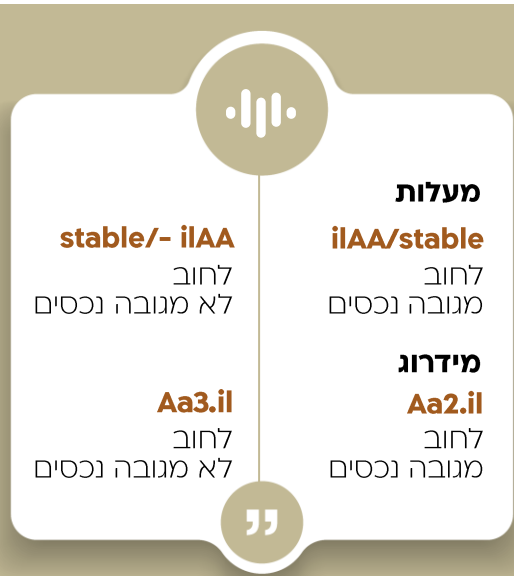 מעלות
ilAA/stable
לחוב
מגובה נכסים
stable/- ilAA
לחוב
לא מגובה נכסים
מידרוג
Aa2.il
לחוב
מגובה נכסים
Aa3.il
לחוב
לא מגובה נכסים